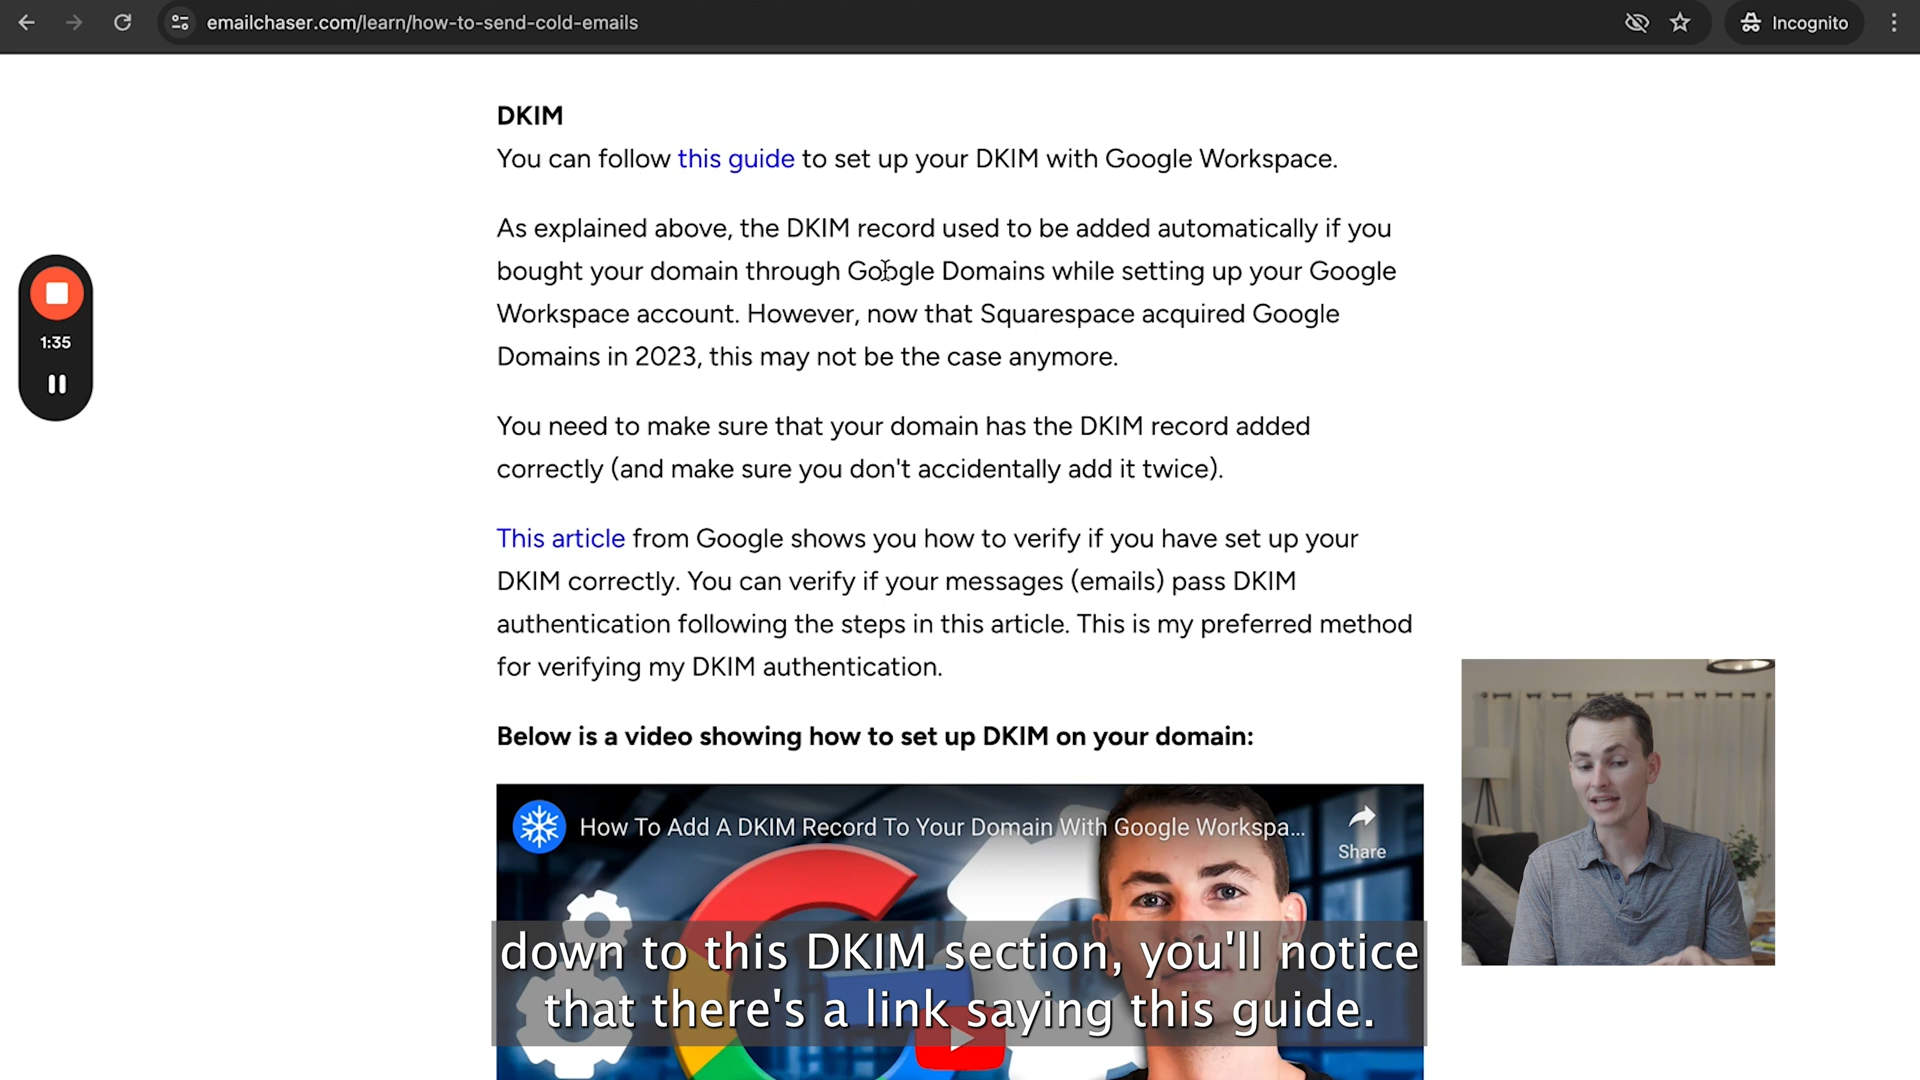 emailchaser.com/learn/how-to-send-cold-emails
Incognito
DKIM
You can follow this guide to set up your DKIM with Google Workspace.
As explained above, the DKIM record used to be added automatically if you
bought your domain through Google Domains while setting up your Google
Workspace account. However, now that Squarespace acquired Google
Domains in 2023, this may not be the case anymore.
1:35
You need to make sure that your domain has the DKIM record added
correctly (and make sure you don't accidentally add it twice).
This article from Google shows you how to verify if you have set up your
DKIM correctly. You can verify if your messages (emails) pass DKIM
authentication following the steps in this article. This is my preferred method
for verifying my DKIM authentication.
Below is a video showing how to set up DKIM on your domain:
How To Add A DKIM Record To Your Domain With Google Workspa...
Share
down to this DKIM section, you'll notice
that there's a link saying this guide.